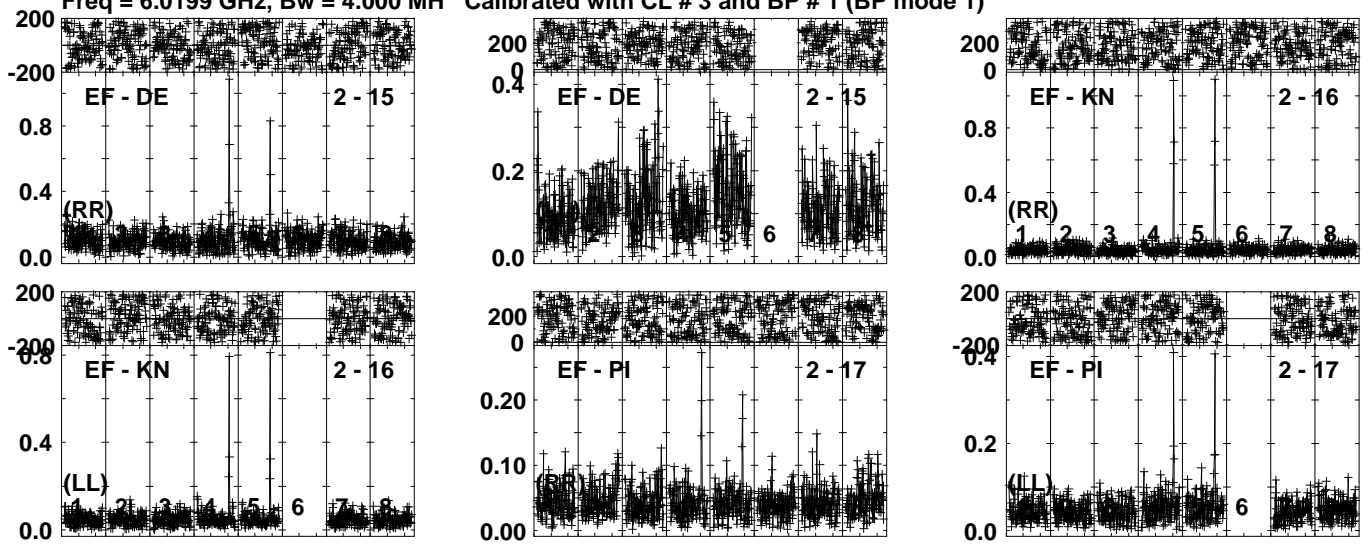 Freq = 6.0199 GHz, Bw = 4.000 MH Calibrated with CL # 3 and BP # 1 (BP mode 1)
200
-200
EF - DE 2 - 15
0.8
0.4
0.0
(RR)
200
0
EF - DE 2 - 15
0.4
0.2
0.0
5 6
200
0
EF - KN 2 - 16
0.8
0.4
0.0
(RR)
1 2 3 4 5 6 7 8
200
-200
EF - KN 2 - 16
0.8
0.4
0.0
(LL)
1 2 3 4 5 6 7 8
200
0
EF - PI 2 - 17
0.20
0.10
0.00
(RR)
200
-200
EF - PI 2 - 17
0.4
0.2
0.0
(LL)
6